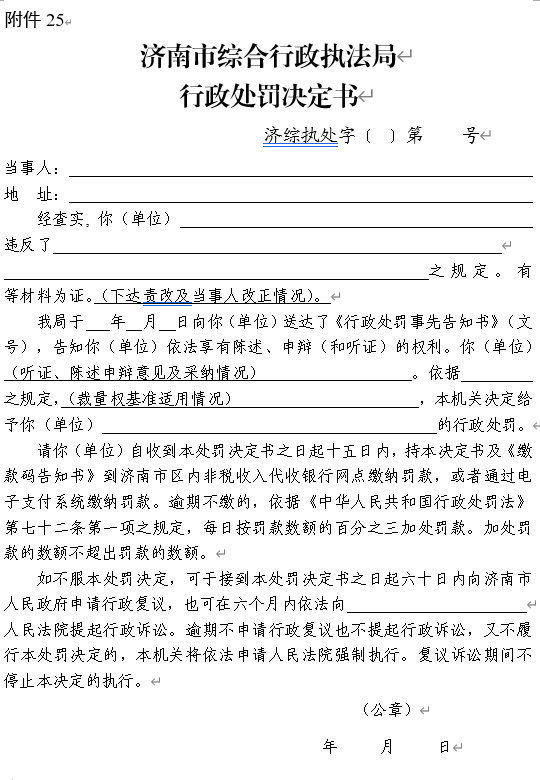 附件 25
济南市综合行政执法局
行政处罚决定书
济综执处字〔 〕第 号
当事人：
地 址：
经查实，你（单位）
违反了
之规定。有
等材料为证。（下达责改及当事人改正情况）。
我局于 年 月 日向你（单位）送达了《行政处罚事先告知书》（文
号），告知你（单位）依法享有陈述、申辩（和听证）的权利。你（单位）
（听证、陈述申辩意见及采纳情况） 。依据
之规定，（裁量权基准适用情况） ，本机关决定给
予你（单位） 的行政处罚。
请你（单位）自收到本处罚决定书之日起十五日内，持本决定书及《缴
款码告知书》到济南市区内非税收入代收银行网点缴纳罚款，或者通过电
子支付系统缴纳罚款。逾期不缴的，依据《中华人民共和国行政处罚法》
第七十二条第一项之规定，每日按罚款数额的百分之三加处罚款。加处罚
款的数额不超出罚款的数额。
如不服本处罚决定，可于接到本处罚决定书之日起六十日内向济南市
人民政府申请行政复议，也可在六个月内依法向
人民法院提起行政诉讼。逾期不申请行政复议也不提起行政诉讼，又不履
行本处罚决定的，本机关将依法申请人民法院强制执行。复议诉讼期间不
停止本决定的执行。
（公章）
年 月 日